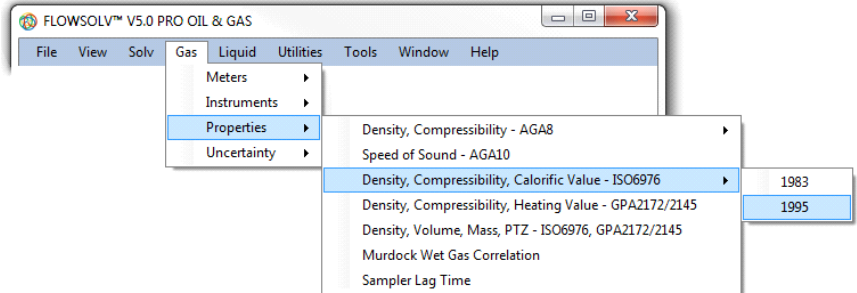 FLOWSOLV™ V5.0 PRO OIL & GAS
File View Solv Gas Liquid Utilities Tools Window Help
Meters
Instruments
Properties
Uncertainty
Density, Compressibility - AGA8
Speed of Sound - AGA10
Density, Compressibility, Calorific Value - ISO6976
Density, Compressibility, Heating Value - GPA2172/2145
Density, Volume, Mass, PTZ - ISO6976, GPA2172/2145
Murdock Wet Gas Correlation
Sampler Lag Time
1983
1995